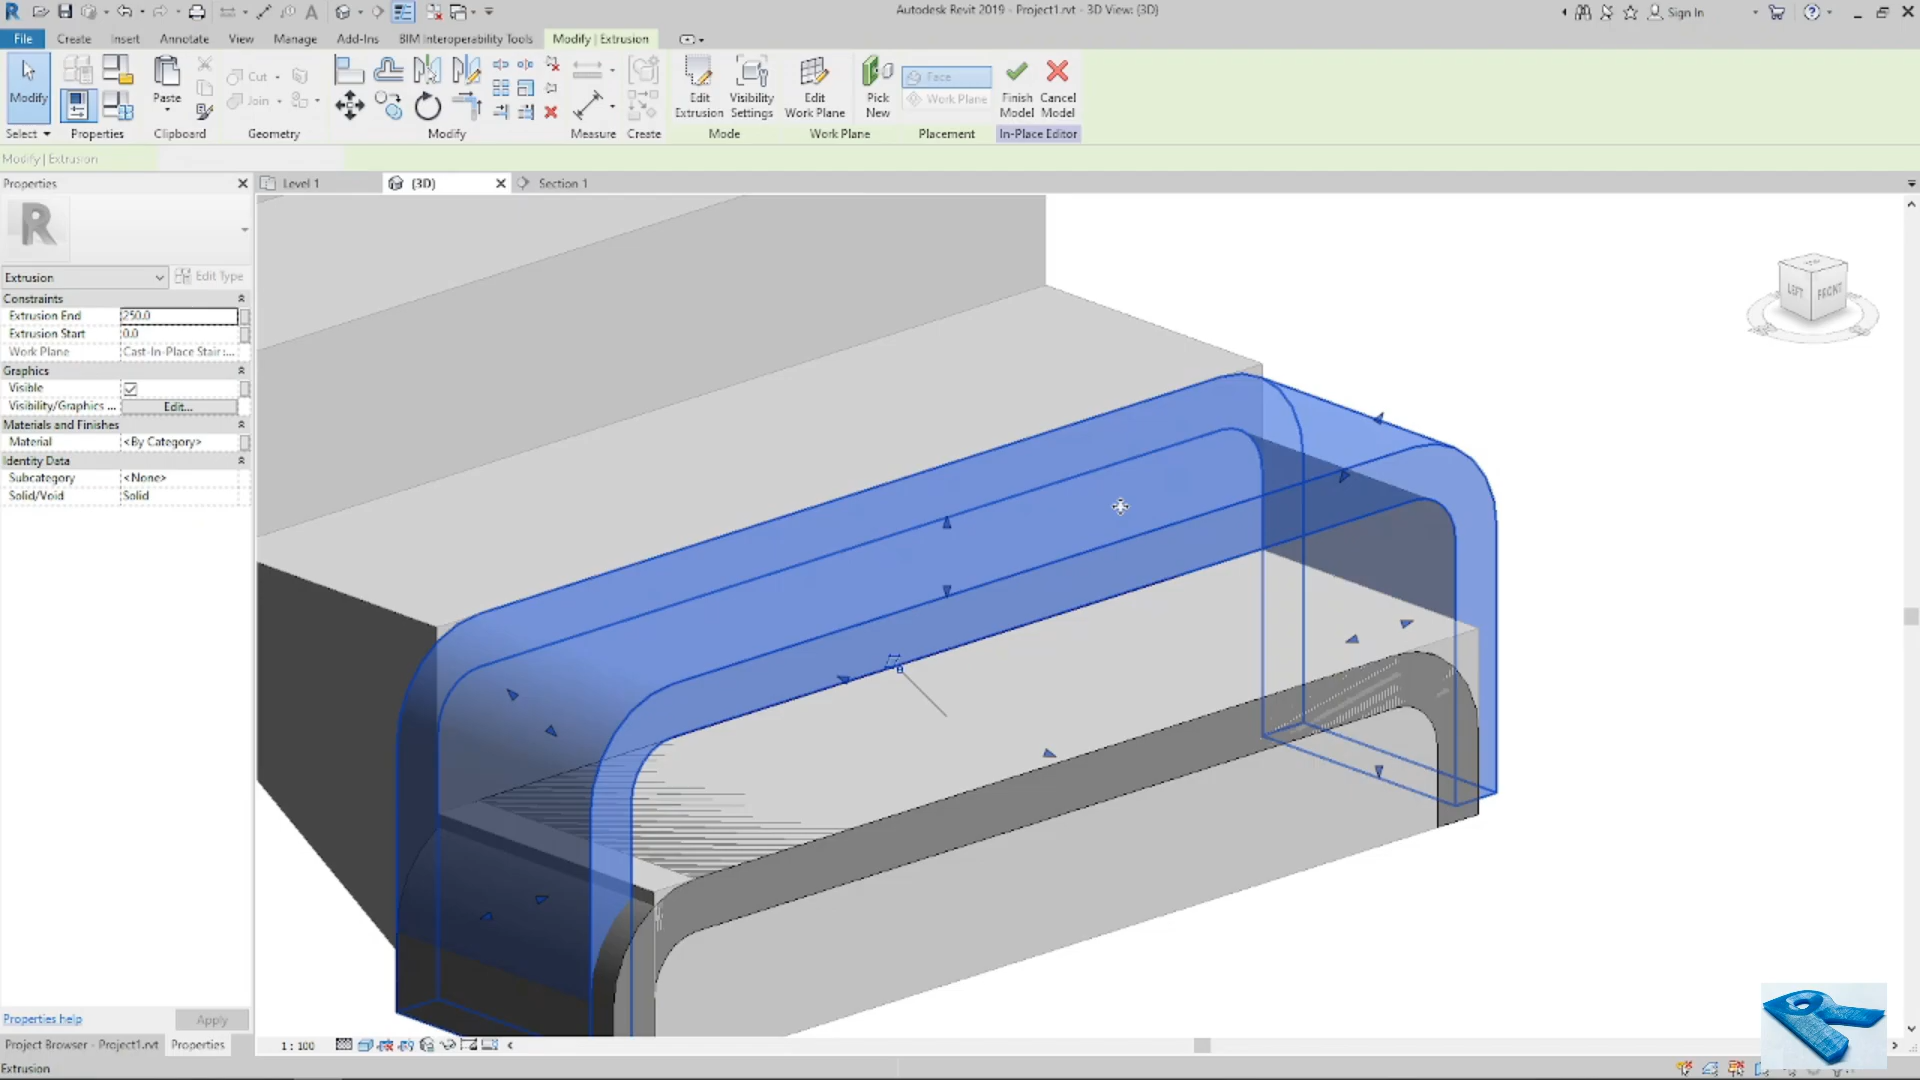 Autodesk Revit 2019 - Project1.rvt - 3D View: {3D}
Sign In
File Create Insert Annotate View Manage Add-Ins BIM Interoperability Tools Modify | Extrusion
Modify
Paste
Cut
Join
Edit Extrusion
Visibility Settings
Edit Work Plane
Pick New
Face
Work Plane
Finish Model
Cancel Model
Select Properties Clipboard Geometry Modify Measure Create Mode Work Plane Placement In-Place Editor
Modify | Extrusion
Properties
Level 1 {3D} Section 1
R
Extrusion Edit Type
Constraints
Extrusion End 250.0
Extrusion Start 0.0
Work Plane Cast-In-Place Stair :...
Graphics
Visible
Visibility/Graphics ... Edit...
Materials and Finishes
Material <By Category>
Identity Data
Subcategory <None>
Solid/Void Solid
LEFT FRONT
Properties help Apply
Project Browser - Project1.rvt Properties
1 : 100
Extrusion